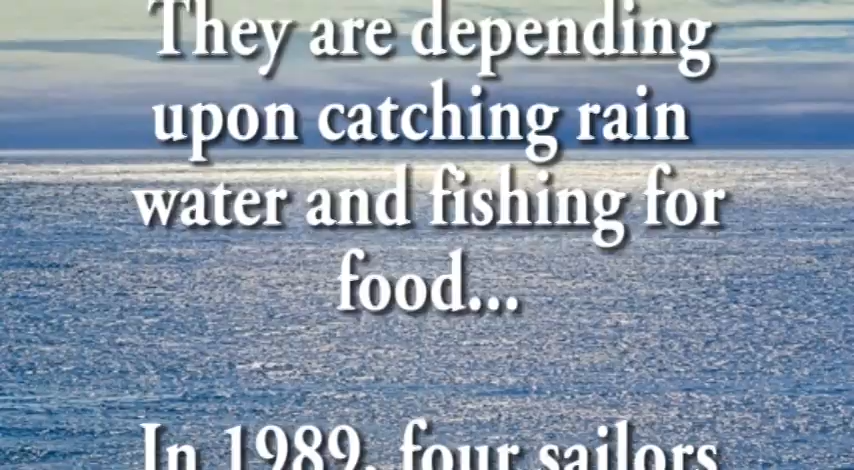 They are depending
upon catching rain
water and fishing for
food...
In 1989, four sailors